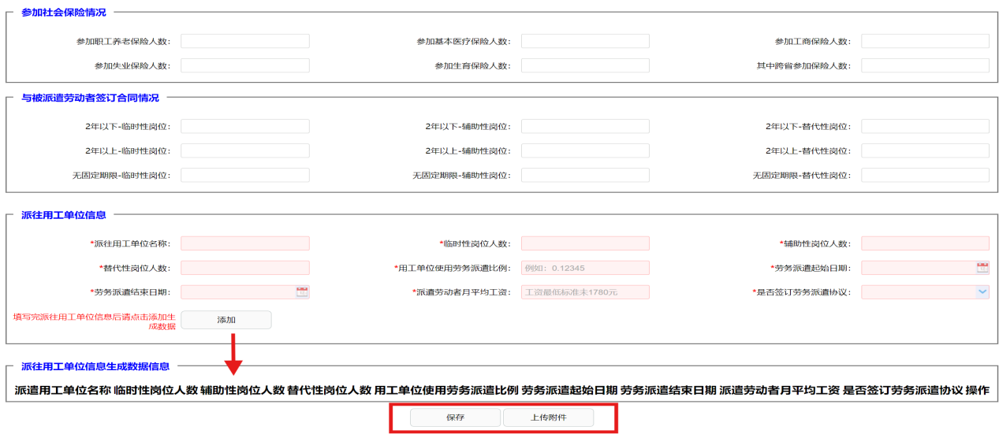 参加社会保险情况
参加职工养老保险人数: 参加基本医疗保险人数: 参加工商保险人数:
参加失业保险人数: 参加生育保险人数: 其中跨省参加保险人数:
与被派遣劳动者签订合同情况
2年以下-临时性岗位: 2年以下-辅助性岗位: 2年以下-替代性岗位:
2年以上-临时性岗位: 2年以上-辅助性岗位: 2年以上-替代性岗位:
无固定期限-临时性岗位: 无固定期限-辅助性岗位: 无固定期限-替代性岗位:
派往用工单位信息
*派往用工单位名称: *临时性岗位人数: *辅助性岗位人数:
*替代性岗位人数: *用工单位使用劳务派遣比例: 例如: 0.12345 *劳务派遣起始日期:
*劳务派遣结束日期: *派遣劳动者月平均工资: 工资最低标准未1780元 *是否签订劳务派遣协议:
填写完派往用工单位信息后请点击添加生
成数据 添加
派往用工单位信息生成数据信息
派遣用工单位名称 临时性岗位人数 辅助性岗位人数 替代性岗位人数 用工单位使用劳务派遣比例 劳务派遣起始日期 劳务派遣结束日期 派遣劳动者月平均工资 是否签订劳务派遣协议 操作
保存 上传附件